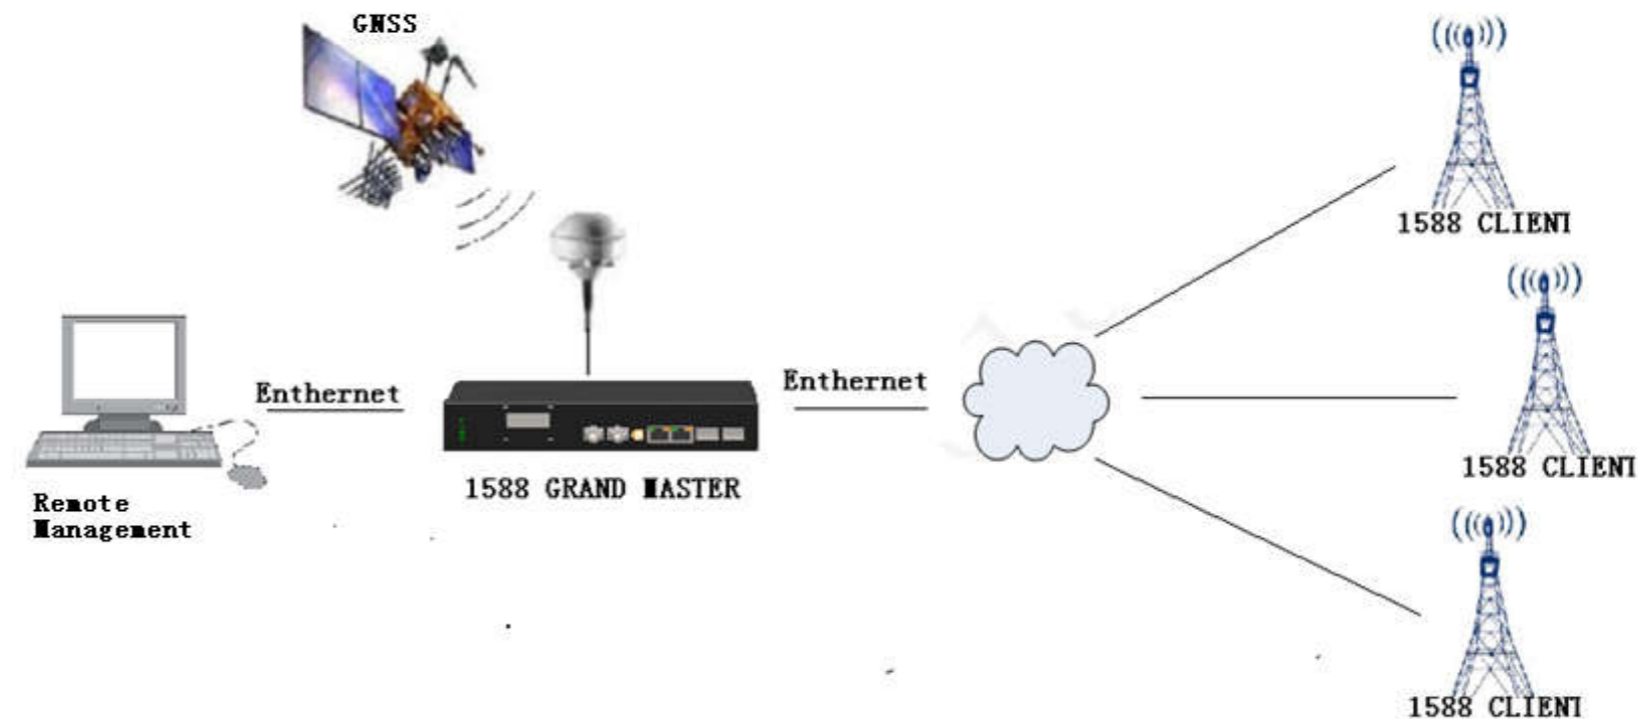 GNSS
1588 CLIENT
Enthernet
Enthernet
1588 GRAND MASTER
1588 CLIENT
Remote
Management
1588 CLIENT